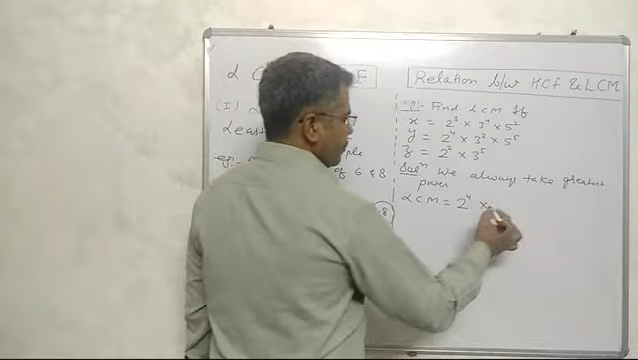 L C F
(I)
Least ple
eg:- of 6 & 8
8
Relation b/w HCF & LCM
eg:- Find LCM If
x = 2³ × 3⁴ × 5²
y = 2⁴ × 3² × 5⁵
z = 2² × 3⁵
Solⁿ We always take greatest
power
LCM = 2⁴ ×